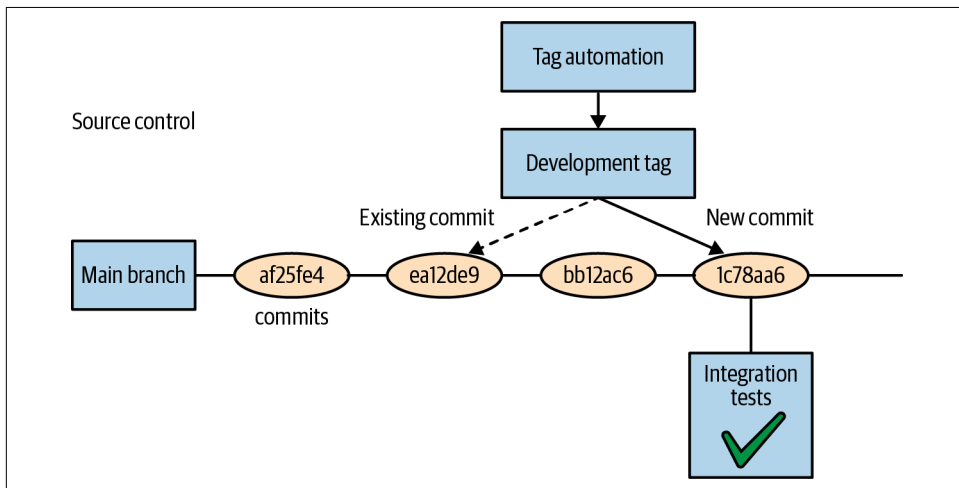 Tag automation
Source control
Development tag
Existing commit
New commit
Main branch
af25fe4
ea12de9
bb12ac6
1c78aa6
commits
Integration
tests